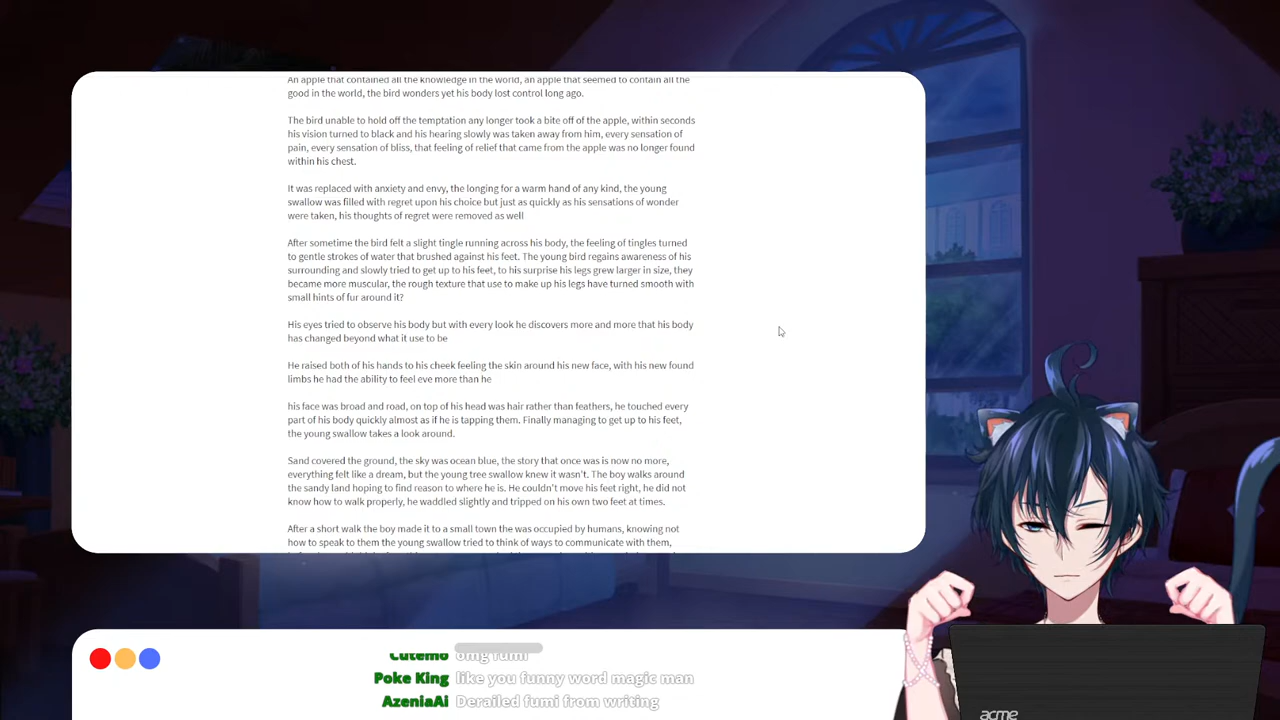 An apple that contained all the knowledge in the world, an apple that seemed to contain all the
good in the world, the bird wonders yet his body lost control long ago.
The bird unable to hold off the temptation any longer took a bite off of the apple, within seconds
his vision turned to black and his hearing slowly was taken away from him, every sensation of
pain, every sensation of bliss, that feeling of relief that came from the apple was no longer found
within his chest.
It was replaced with anxiety and envy, the longing for a warm hand of any kind, the young
swallow was filled with regret upon his choice but just as quickly as his sensations of wonder
were taken, his thoughts of regret were removed as well
After sometime the bird felt a slight tingle running across his body, the feeling of tingles turned
to gentle strokes of water that brushed against his feet. The young bird regains awareness of his
surrounding and slowly tried to get up to his feet, to his surprise his legs grew larger in size, they
became more muscular, the rough texture that use to make up his legs have turned smooth with
small hints of fur around it?
His eyes tried to observe his body but with every look he discovers more and more that his body
has changed beyond what it use to be
He raised both of his hands to his cheek feeling the skin around his new face, with his new found
limbs he had the ability to feel eve more than he
his face was broad and road, on top of his head was hair rather than feathers, he touched every
part of his body quickly almost as if he is tapping them. Finally managing to get up to his feet,
the young swallow takes a look around.
Sand covered the ground, the sky was ocean blue, the story that once was is now no more,
everything felt like a dream, but the young tree swallow knew it wasn't. The boy walks around
the sandy land hoping to find reason to where he is. He couldn't move his feet right, he did not
know how to walk properly, he waddled slightly and tripped on his own two feet at times.
After a short walk the boy made it to a small town the was occupied by humans, knowing not
how to speak to them the young swallow tried to think of ways to communicate with them,
Cutemo omg fumi
Poke King like you funny word magic man
AzeniaAi Derailed fumi from writing
acme